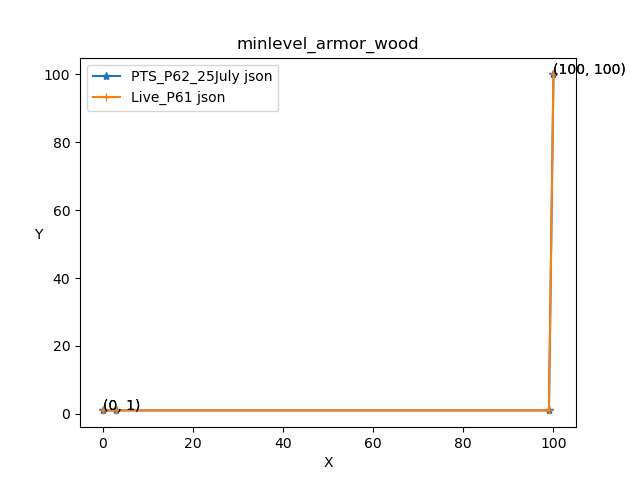 minlevel_armor_wood
PTS_P62_25July json
Live_P61 json
(100, 100)
(0, 1)
100
80
60
40
20
0
Y
0 20 40 60 80 100
X